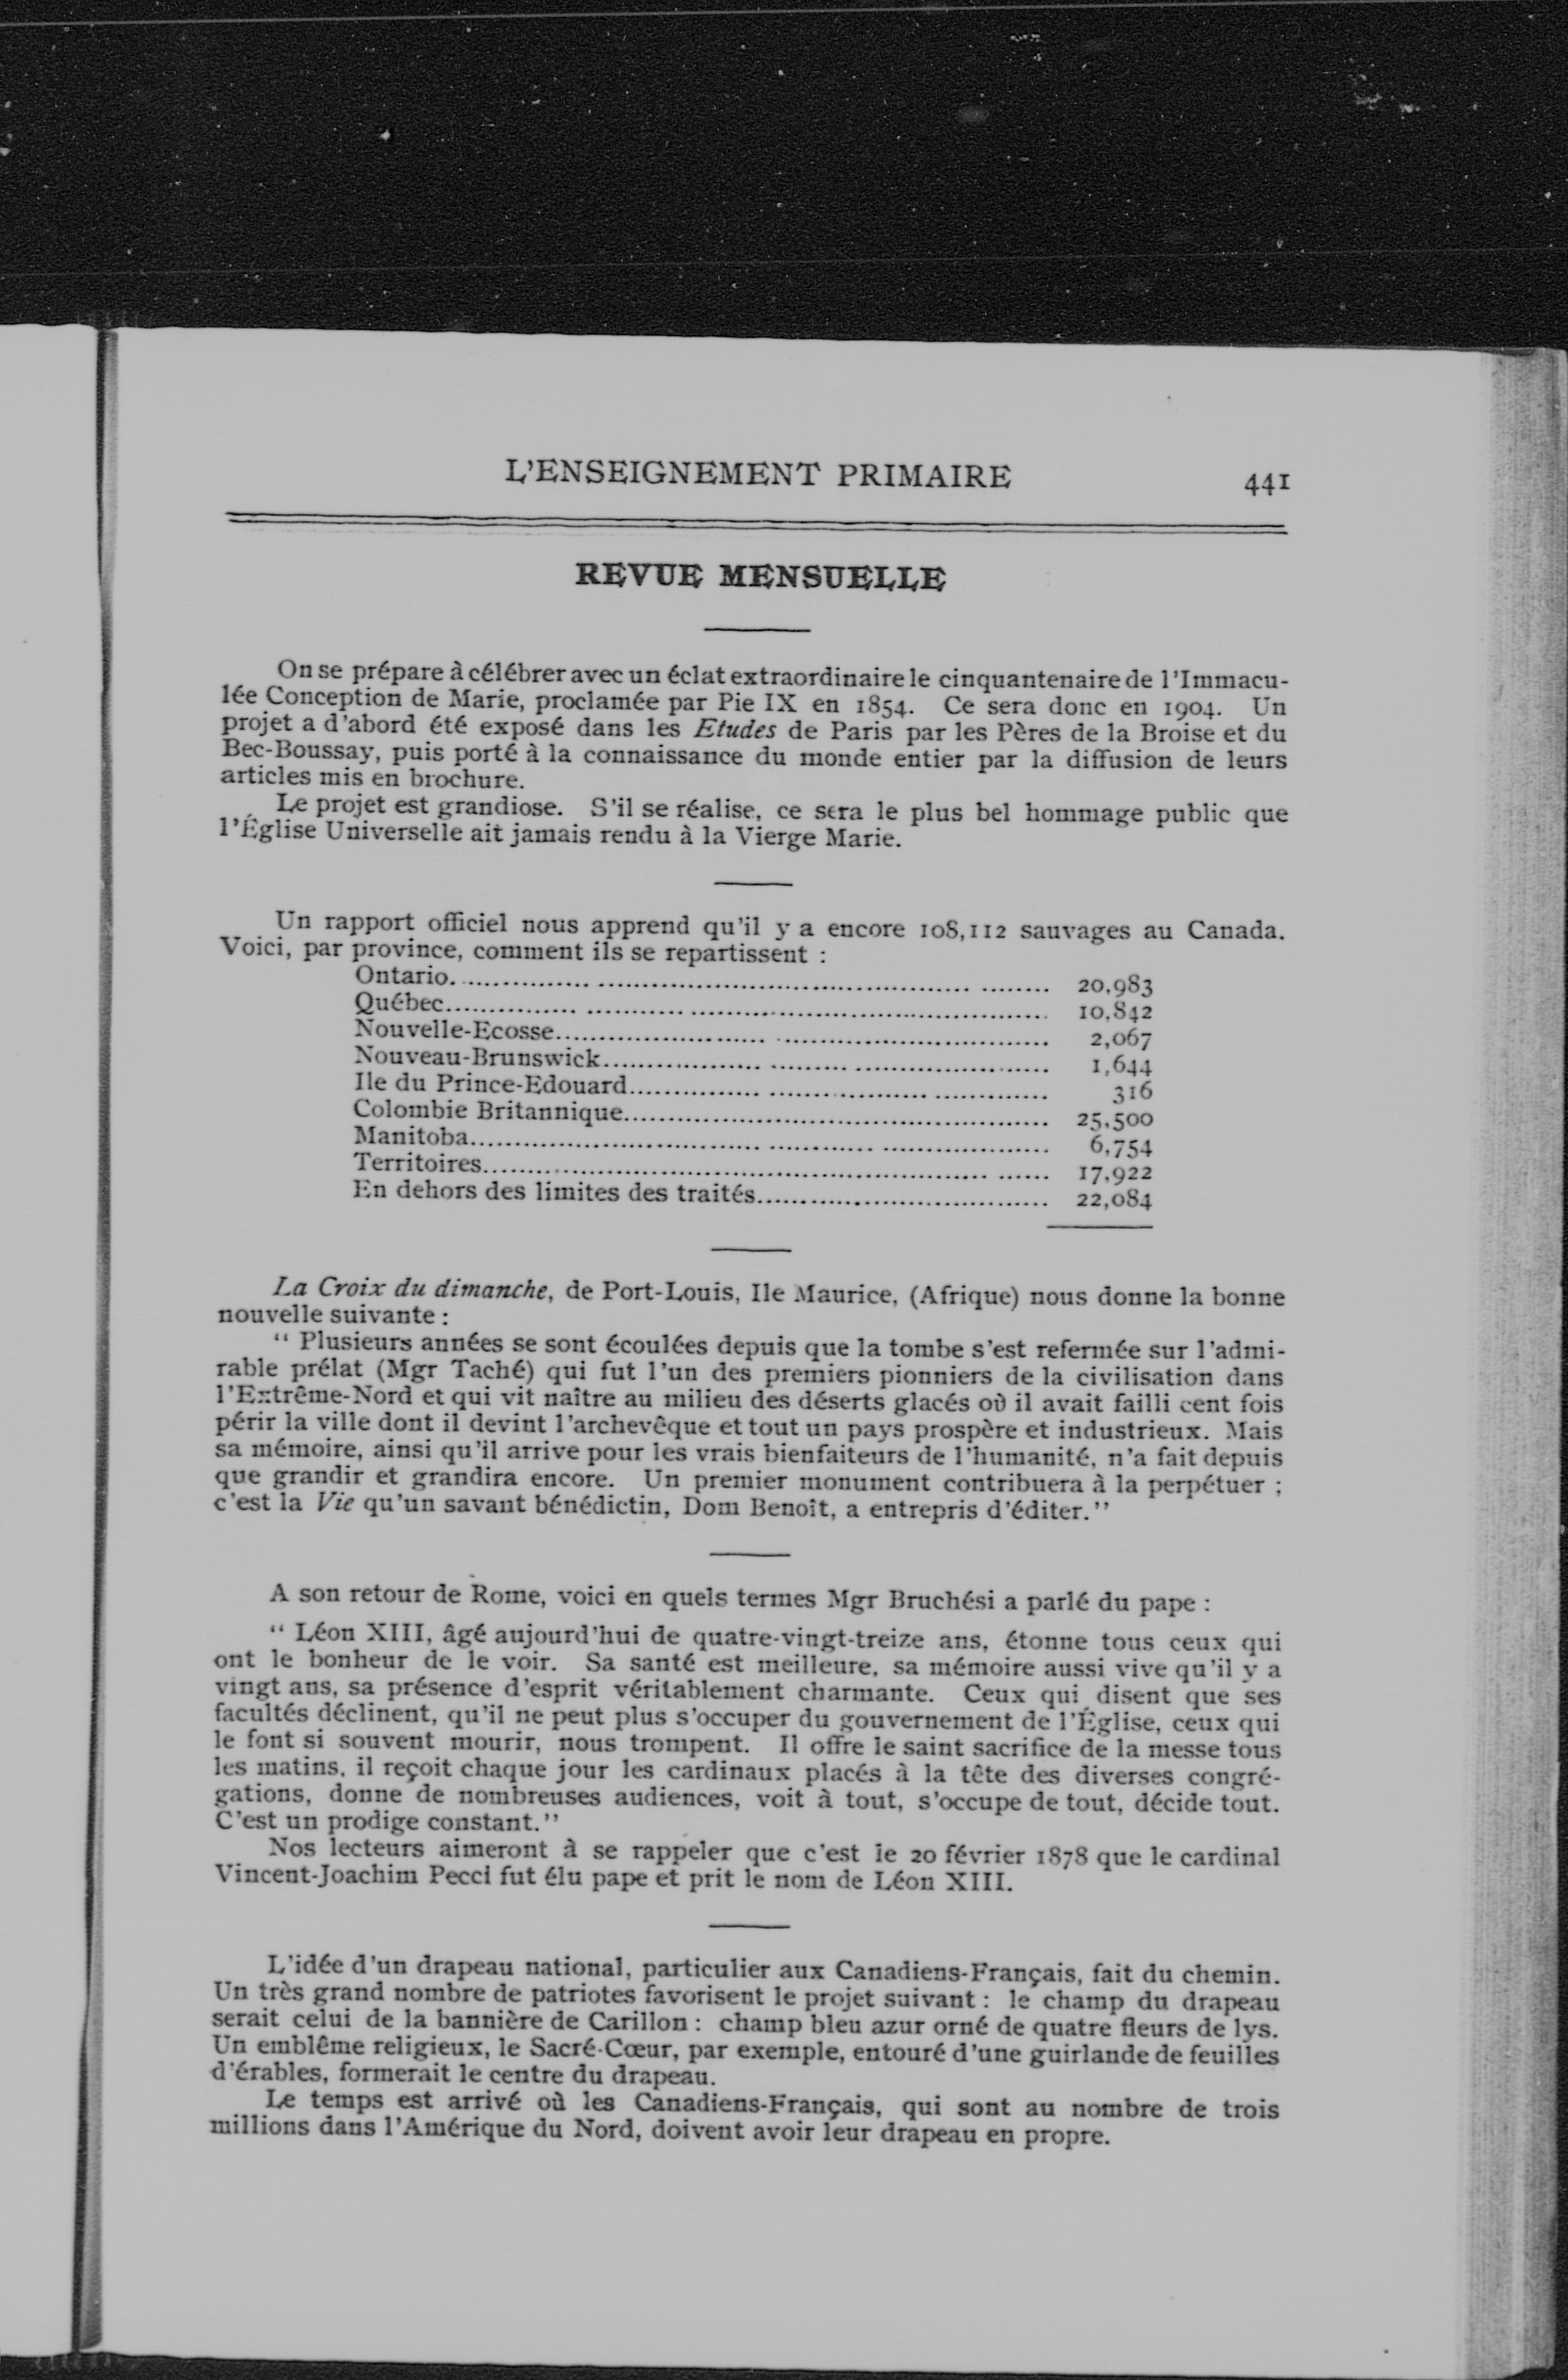 L'ENSEIGNEMENT PRIMAIRE 441
REVUE MENSUELLE
On se prépare à célébrer avec un éclat extraordinaire le cinquantenaire de l'Immacu-
lée Conception de Marie, proclamée par Pie IX en 1854. Ce sera donc en 1904. Un
projet a d'abord été exposé dans les Etudes de Paris par les Pères de la Broise et du
Bec-Boussay, puis porté à la connaissance du monde entier par la diffusion de leurs
articles mis en brochure.
Le projet est grandiose. S'il se réalise, ce sera le plus bel hommage public que
l'Église Universelle ait jamais rendu à la Vierge Marie.
Un rapport officiel nous apprend qu'il y a encore 108,112 sauvages au Canada.
Voici, par province, comment ils se repartissent :
Ontario........................................................ 20,983
Québec........................................................ 10,842
Nouvelle-Ecosse................................................ 2,067
Nouveau-Brunswick............................................. 1,644
Ile du Prince-Edouard.......................................... 316
Colombie Britannique........................................... 25,500
Manitoba....................................................... 6,754
Territoires.................................................... 17,922
En dehors des limites des traités.................................. 22,084
La Croix du dimanche, de Port-Louis, Ile Maurice, (Afrique) nous donne la bonne
nouvelle suivante :
“ Plusieurs années se sont écoulées depuis que la tombe s'est refermée sur l'admi-
rable prélat (Mgr Taché) qui fut l'un des premiers pionniers de la civilisation dans
l'Extrême-Nord et qui vit naître au milieu des déserts glacés où il avait failli cent fois
périr la ville dont il devint l'archevêque et tout un pays prospère et industrieux. Mais
sa mémoire, ainsi qu'il arrive pour les vrais bienfaiteurs de l'humanité, n'a fait depuis
que grandir et grandira encore. Un premier monument contribuera à la perpétuer ;
c'est la Vie qu'un savant bénédictin, Dom Benoît, a entrepris d'éditer.”
A son retour de Rome, voici en quels termes Mgr Bruchési a parlé du pape :
“ Léon XIII, âgé aujourd'hui de quatre-vingt-treize ans, étonne tous ceux qui
ont le bonheur de le voir. Sa santé est meilleure, sa mémoire aussi vive qu'il y a
vingt ans, sa présence d'esprit véritablement charmante. Ceux qui disent que ses
facultés déclinent, qu'il ne peut plus s'occuper du gouvernement de l'Église, ceux qui
le font si souvent mourir, nous trompent. Il offre le saint sacrifice de la messe tous
les matins, il reçoit chaque jour les cardinaux placés à la tête des diverses congré-
gations, donne de nombreuses audiences, voit à tout, s'occupe de tout, décide tout.
C'est un prodige constant.”
Nos lecteurs aimeront à se rappeler que c'est le 20 février 1878 que le cardinal
Vincent-Joachim Pecci fut élu pape et prit le nom de Léon XIII.
L'idée d'un drapeau national, particulier aux Canadiens-Français, fait du chemin.
Un très grand nombre de patriotes favorisent le projet suivant : le champ du drapeau
serait celui de la bannière de Carillon : champ bleu azur orné de quatre fleurs de lys.
Un emblême religieux, le Sacré-Cœur, par exemple, entouré d'une guirlande de feuilles
d'érables, formerait le centre du drapeau.
Le temps est arrivé où les Canadiens-Français, qui sont au nombre de trois
millions dans l'Amérique du Nord, doivent avoir leur drapeau en propre.